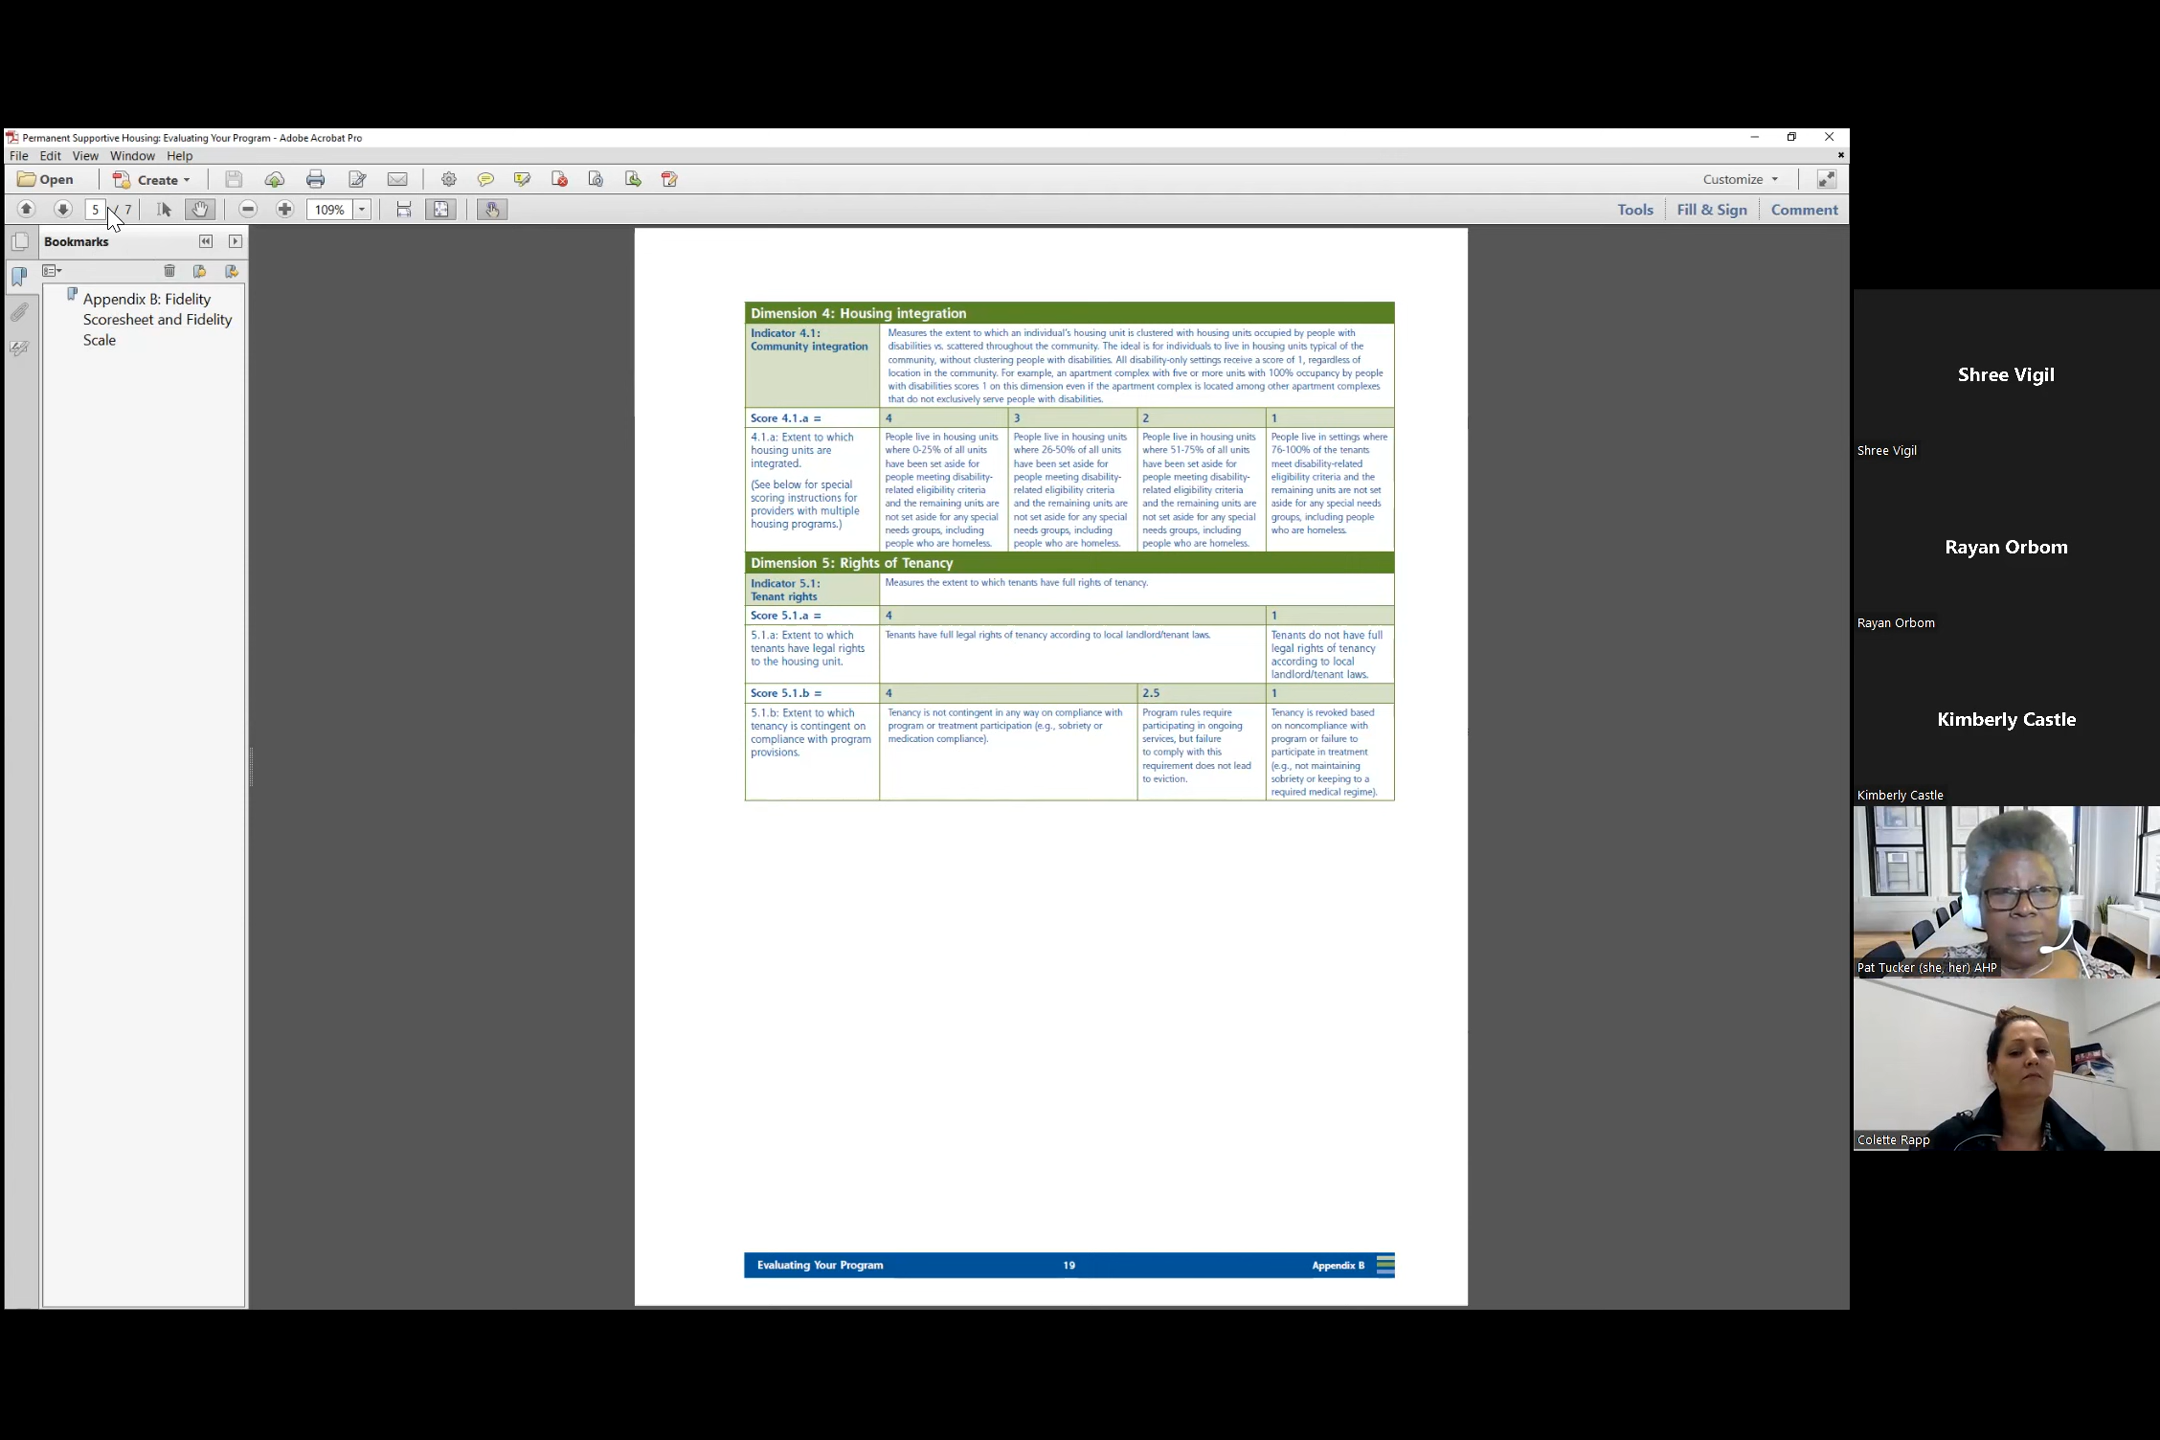 Permanent Supportive Housing: Evaluating Your Program - Adobe Acrobat Pro
File Edit View Window Help
Open Create Customize
5 / 7 109% Tools Fill & Sign Comment
Bookmarks
Appendix B: Fidelity
Scoresheet and Fidelity
Scale
Dimension 4: Housing integration
Indicator 4.1:
Community integration
Measures the extent to which an individual's housing unit is clustered with housing units occupied by people with
disabilities vs. scattered throughout the community. The ideal is for individuals to live in housing units typical of the
community, without clustering people with disabilities. All disability-only settings receive a score of 1, regardless of
location in the community. For example, an apartment complex with five or more units with 100% occupancy by people
with disabilities scores 1 on this dimension even if the apartment complex is located among other apartment complexes
that do not exclusively serve people with disabilities.
Score 4.1.a = 4 3 2 1
4.1.a: Extent to which
housing units are
integrated.
(See below for special
scoring instructions for
providers with multiple
housing programs.)
People live in housing units
where 0-25% of all units
have been set aside for
people meeting disability-
related eligibility criteria
and the remaining units are
not set aside for any special
needs groups, including
people who are homeless.
People live in housing units
where 26-50% of all units
have been set aside for
people meeting disability-
related eligibility criteria
and the remaining units are
not set aside for any special
needs groups, including
people who are homeless.
People live in housing units
where 51-75% of all units
have been set aside for
people meeting disability-
related eligibility criteria
and the remaining units are
not set aside for any special
needs groups, including
people who are homeless.
People live in settings where
76-100% of the tenants
meet disability-related
eligibility criteria and the
remaining units are not set
aside for any special needs
groups, including people
who are homeless.
Dimension 5: Rights of Tenancy
Indicator 5.1:
Tenant rights
Measures the extent to which tenants have full rights of tenancy.
Score 5.1.a = 4 1
5.1.a: Extent to which
tenants have legal rights
to the housing unit.
Tenants have full legal rights of tenancy according to local landlord/tenant laws.
Tenants do not have full
legal rights of tenancy
according to local
landlord/tenant laws.
Score 5.1.b = 4 2.5 1
5.1.b: Extent to which
tenancy is contingent on
compliance with program
provisions.
Tenancy is not contingent in any way on compliance with
program or treatment participation (e.g., sobriety or
medication compliance).
Program rules require
participating in ongoing
services, but failure
to comply with this
requirement does not lead
to eviction.
Tenancy is revoked based
on noncompliance with
program or failure to
participate in treatment
(e.g., not maintaining
sobriety or keeping to a
required medical regime).
Evaluating Your Program 19 Appendix B
Shree Vigil
Shree Vigil
Rayan Orbom
Rayan Orbom
Kimberly Castle
Kimberly Castle
Pat Tucker (she, her) AHP
Colette Rapp